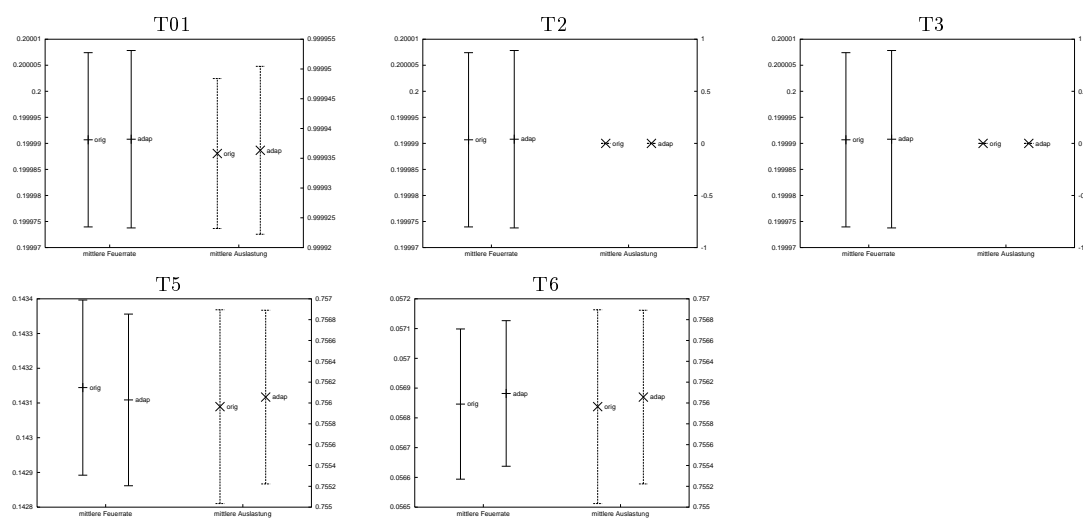 T01
0.20001
0.200005
0.2
0.199995
0.19999
0.199985
0.19998
0.199975
0.19997
orig
adap
orig
adap
0.999955
0.99995
0.999945
0.99994
0.999935
0.99993
0.999925
0.99992
mittlere Feuerrate
mittlere Auslastung
T2
0.20001
0.200005
0.2
0.199995
0.19999
0.199985
0.19998
0.199975
0.19997
orig
adap
orig
adap
1
0.5
0
-0.5
-1
mittlere Feuerrate
mittlere Auslastung
T3
0.20001
0.200005
0.2
0.199995
0.19999
0.199985
0.19998
0.199975
0.19997
orig
adap
orig
adap
1
0
mittlere Feuerrate
mittlere Auslastung
T5
0.1434
0.1433
0.1432
0.1431
0.143
0.1429
0.1428
orig
adap
orig
adap
0.757
0.7568
0.7566
0.7564
0.7562
0.756
0.7558
0.7556
0.7554
0.7552
0.755
mittlere Feuerrate
mittlere Auslastung
T6
0.0572
0.0571
0.057
0.0569
0.0568
0.0567
0.0566
0.0565
orig
adap
orig
adap
0.757
0.7568
0.7566
0.7564
0.7562
0.756
0.7558
0.7556
0.7554
0.7552
0.755
mittlere Feuerrate
mittlere Auslastung